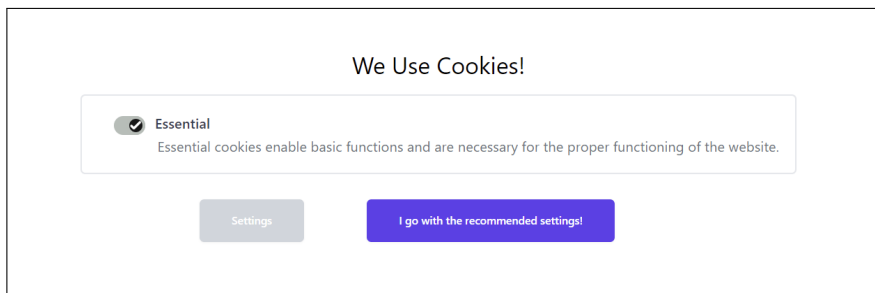 We Use Cookies!
Essential
Essential cookies enable basic functions and are necessary for the proper functioning of the website.
Settings
I go with the recommended settings!